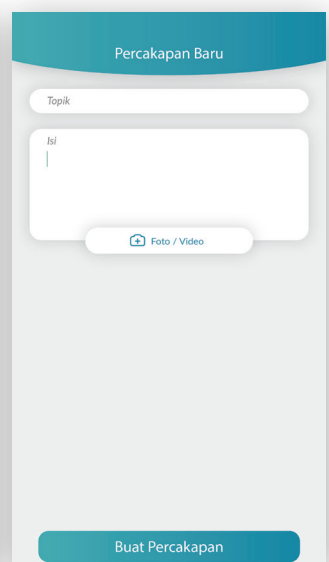 Percakapan Baru
Topik
Isi
Foto / Video
Buat Percakapan